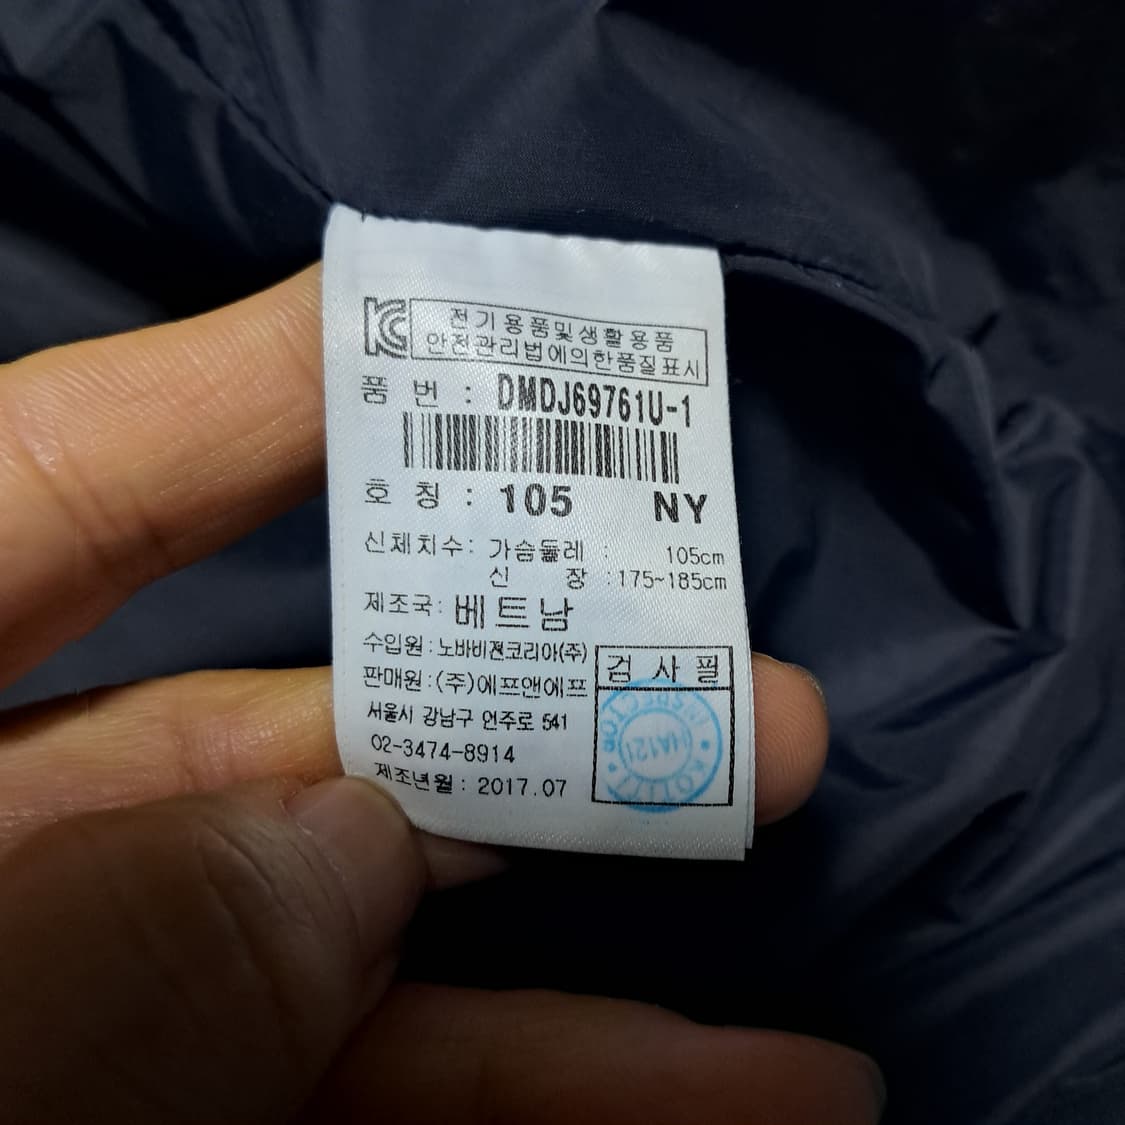 KC 전기용품및생활용품
안전관리법에의한품질표시
품 번 : DMDJ69761U-1
호 칭 : 105 NY
신체치수: 가슴둘레 : 105cm
신 장 :175~185cm
제조국: 베트남
수입원:노바비젼코리아(주)
판매원:(주)에프앤에프
서울시 강남구 언주로 541
02-3474-8914
제조년월: 2017.07
검 사 필
INSPECTOR
KOTITI